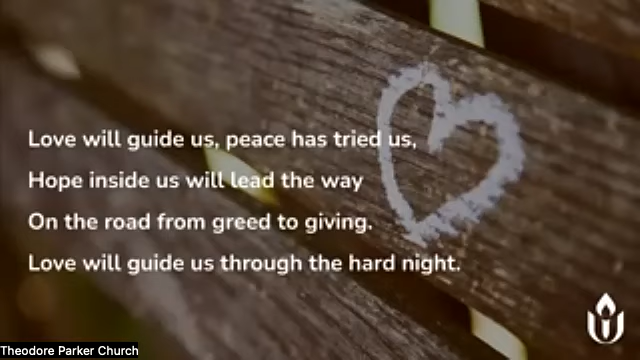 Love will guide us, peace has tried us,
Hope inside us will lead the way
On the road from greed to giving.
Love will guide us through the hard night.
Theodore Parker Church